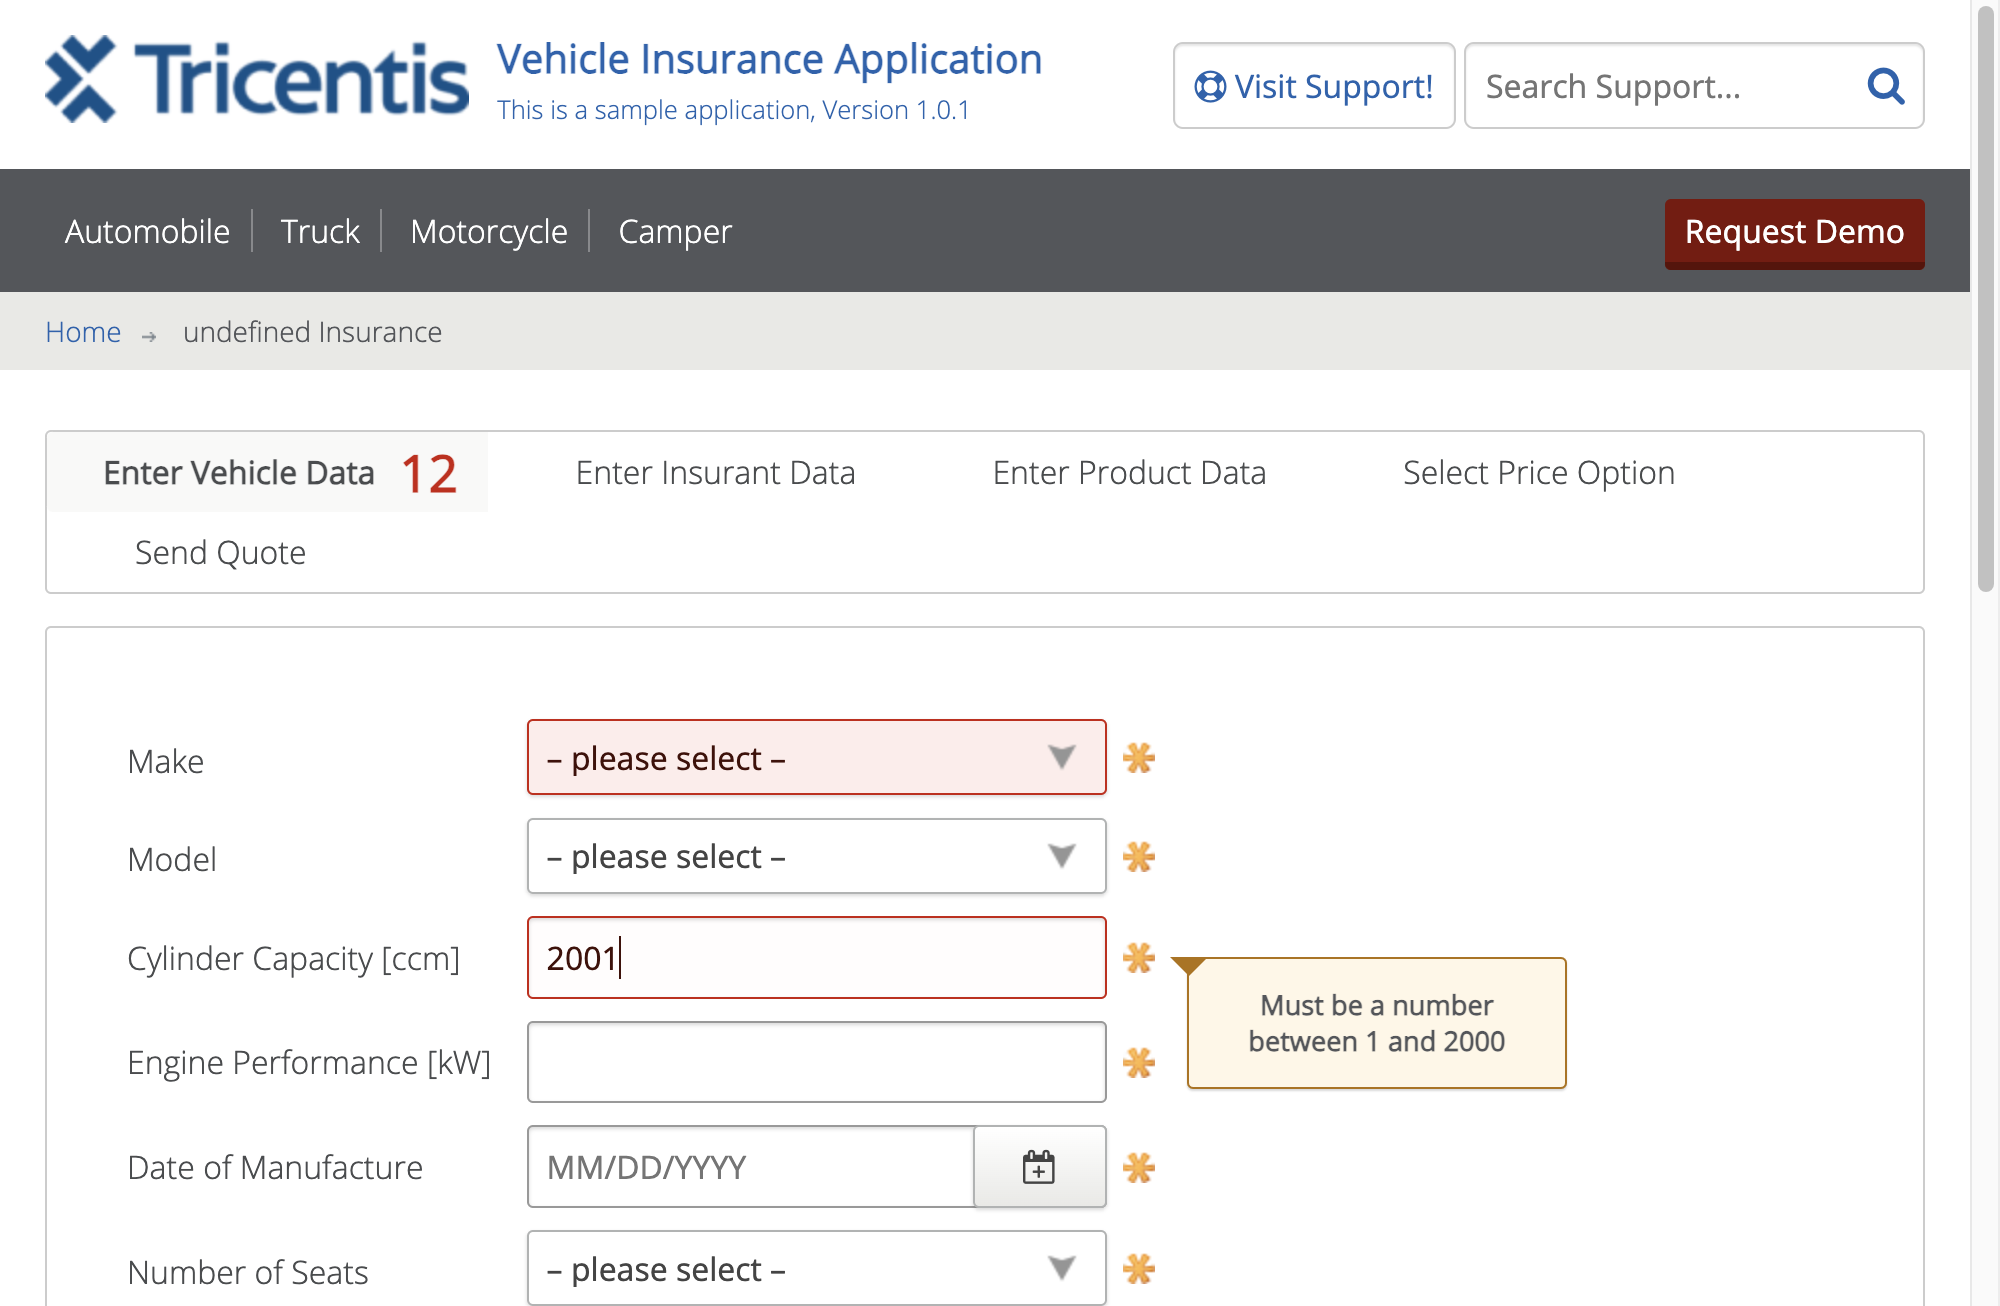 Tricentis
Vehicle Insurance Application
This is a sample application, Version 1.0.1
Visit Support!
Search Support...
Automobile
Truck
Motorcycle
Camper
Request Demo
Home
undefined Insurance
Enter Vehicle Data 12
Enter Insurant Data
Enter Product Data
Select Price Option
Send Quote
Make
– please select –
Model
– please select –
Cylinder Capacity [ccm]
2001
Must be a number
between 1 and 2000
Engine Performance [kW]
Date of Manufacture
MM/DD/YYYY
Number of Seats
– please select –